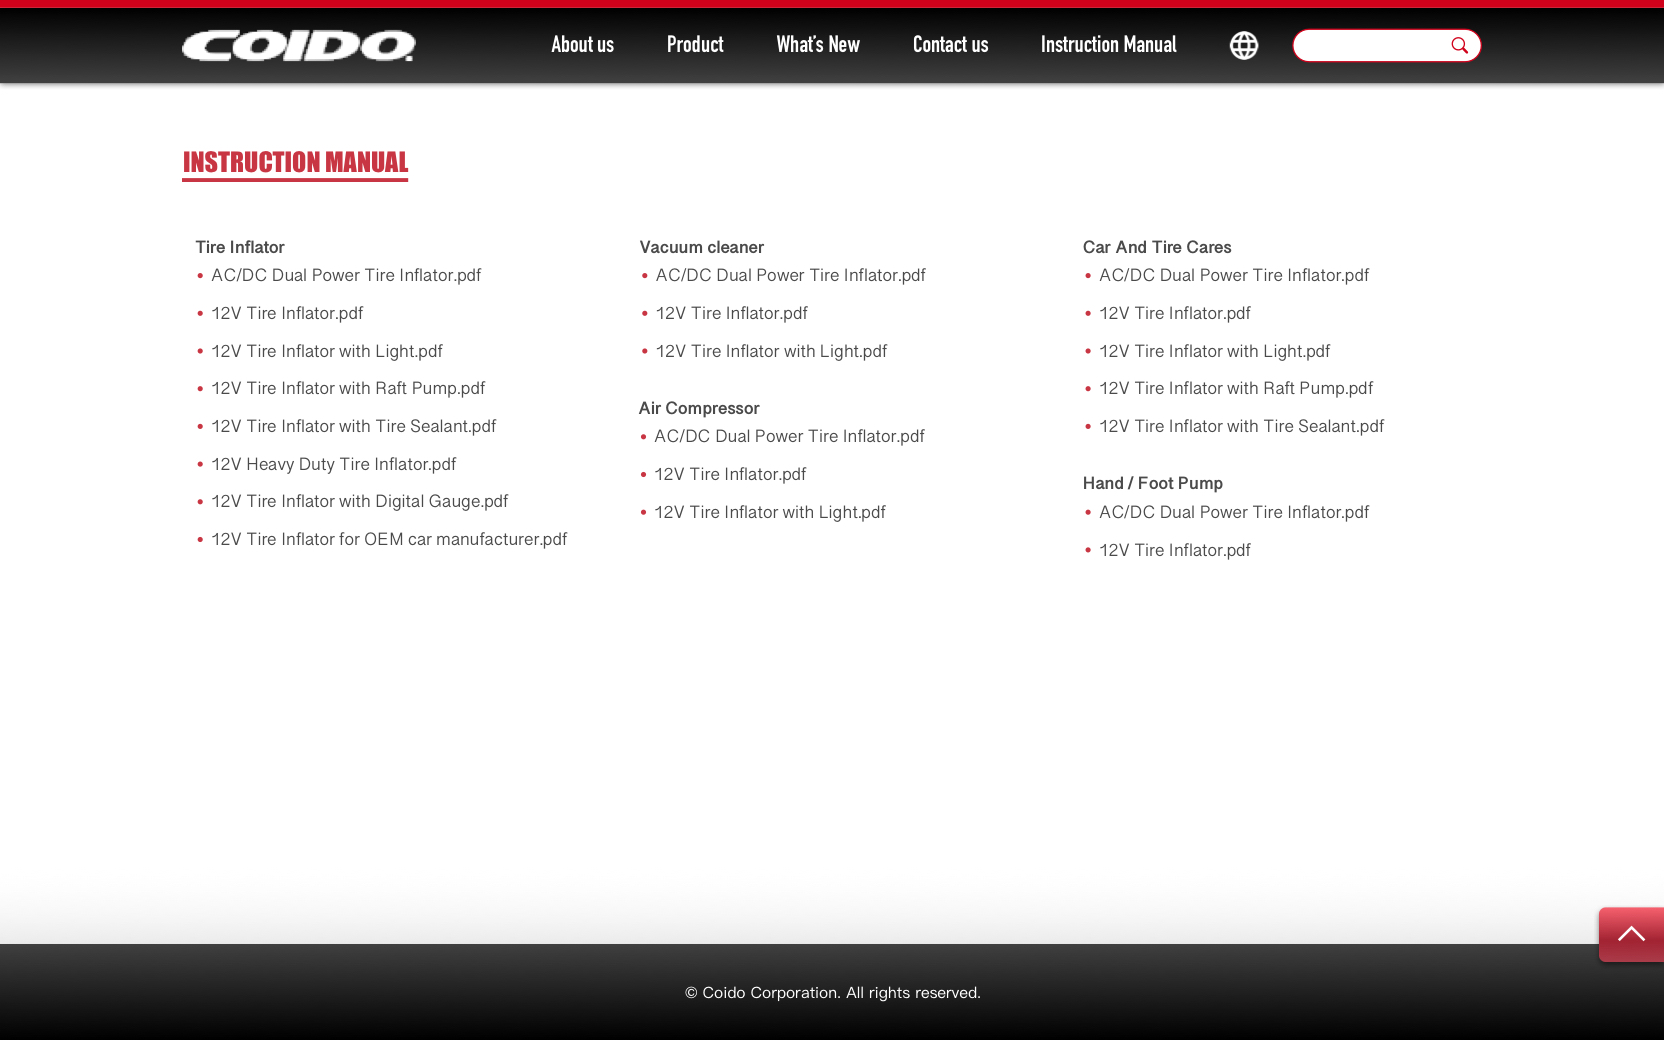 COIDO.
About us
Product
What's New
Contact us
Instruction Manual
INSTRUCTION MANUAL
Tire Inflator
• AC/DC Dual Power Tire Inflator.pdf
• 12V Tire Inflator.pdf
• 12V Tire Inflator with Light.pdf
• 12V Tire Inflator with Raft Pump.pdf
• 12V Tire Inflator with Tire Sealant.pdf
• 12V Heavy Duty Tire Inflator.pdf
• 12V Tire Inflator with Digital Gauge.pdf
• 12V Tire Inflator for OEM car manufacturer.pdf
Vacuum cleaner
• AC/DC Dual Power Tire Inflator.pdf
• 12V Tire Inflator.pdf
• 12V Tire Inflator with Light.pdf
Air Compressor
• AC/DC Dual Power Tire Inflator.pdf
• 12V Tire Inflator.pdf
• 12V Tire Inflator with Light.pdf
Car And Tire Cares
• AC/DC Dual Power Tire Inflator.pdf
• 12V Tire Inflator.pdf
• 12V Tire Inflator with Light.pdf
• 12V Tire Inflator with Raft Pump.pdf
• 12V Tire Inflator with Tire Sealant.pdf
Hand / Foot Pump
• AC/DC Dual Power Tire Inflator.pdf
• 12V Tire Inflator.pdf
© Coido Corporation. All rights reserved.